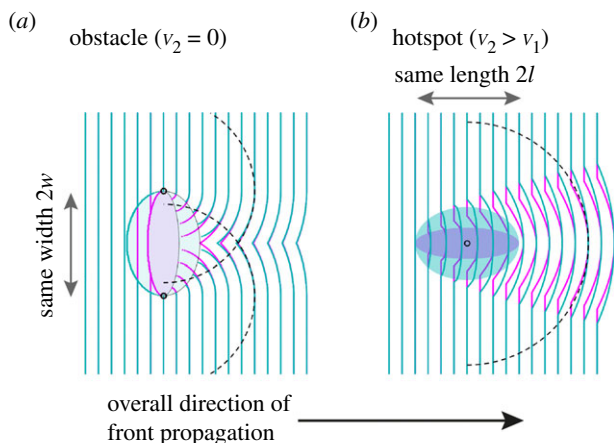 (a)
obstacle (v2 = 0)
(b)
hotspot (v2 > v1)
same length 2l
same width 2w
overall direction of
front propagation